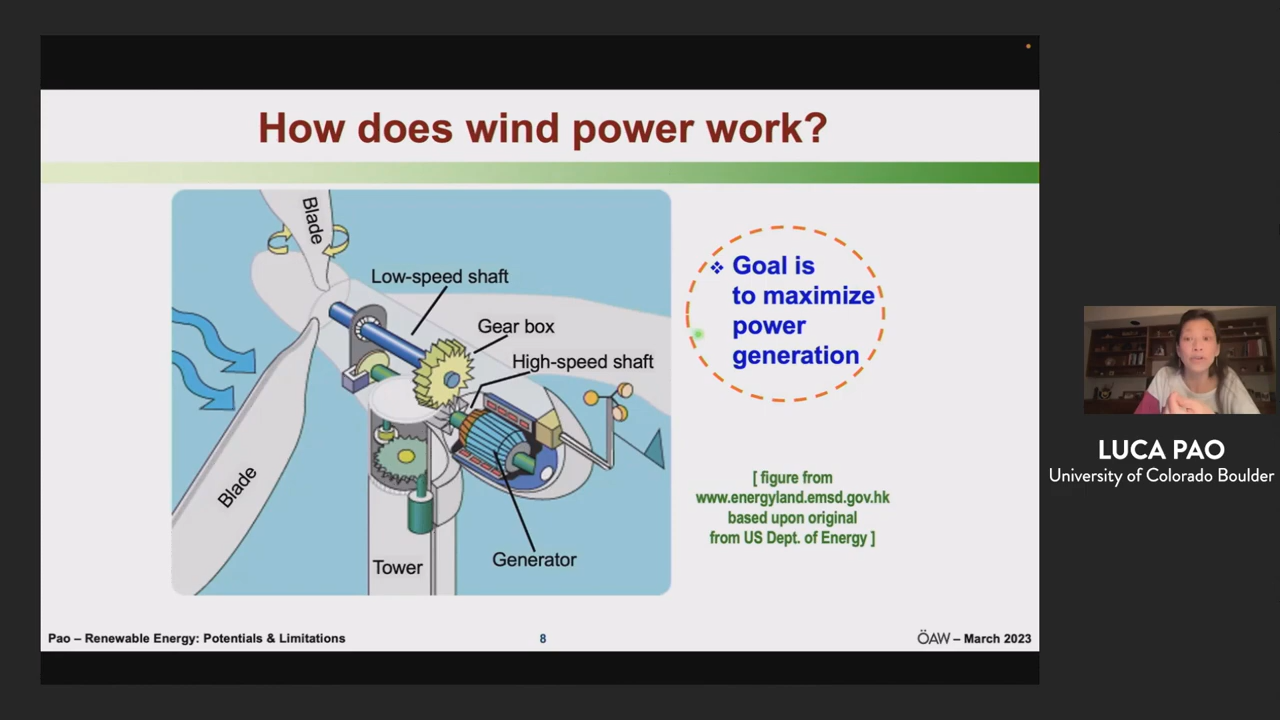 How does wind power work?
Blade
Low-speed shaft
Gear box
High-speed shaft
Blade
Generator
Tower
❖ Goal is
to maximize
power
generation
[ figure from
www.energyland.emsd.gov.hk
based upon original
from US Dept. of Energy ]
Pao – Renewable Energy: Potentials & Limitations
8
ÖAW – March 2023
LUCA PAO
University of Colorado Boulder